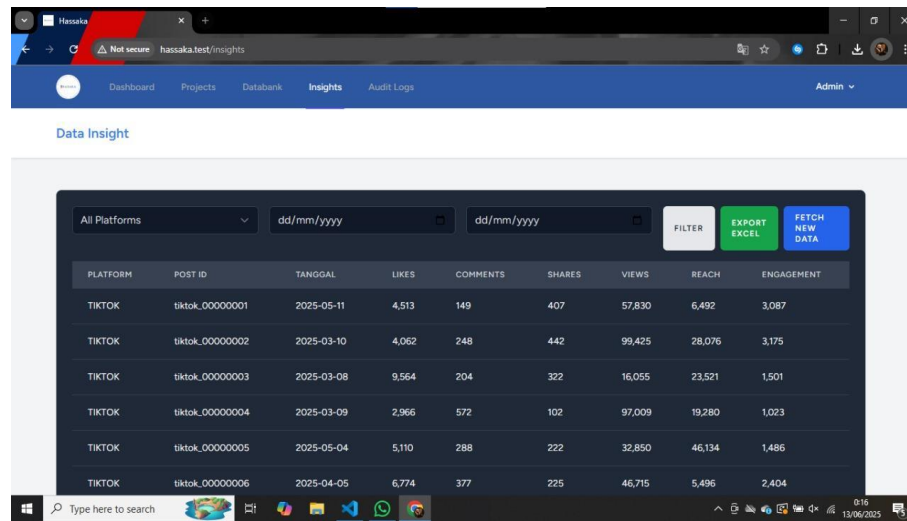 Hassaka
Not secure hassaka.test/insights
Dashboard Projects Databank Insights Audit Logs Admin
Data Insight
All Platforms dd/mm/yyyy dd/mm/yyyy FILTER EXPORT EXCEL FETCH NEW DATA
PLATFORM POST ID TANGGAL LIKES COMMENTS SHARES VIEWS REACH ENGAGEMENT
TIKTOK tiktok_00000001 2025-05-11 4,513 149 407 57,830 6,492 3,087
TIKTOK tiktok_00000002 2025-03-10 4,062 248 442 99,425 28,076 3,175
TIKTOK tiktok_00000003 2025-03-08 9,564 204 322 16,055 23,521 1,501
TIKTOK tiktok_00000004 2025-03-09 2,966 572 102 97,009 19,280 1,023
TIKTOK tiktok_00000005 2025-05-04 5,110 288 222 32,850 46,134 1,486
TIKTOK tiktok_00000006 2025-04-05 6,774 377 225 46,715 5,496 2,404
Type here to search 0:16
13/06/2025